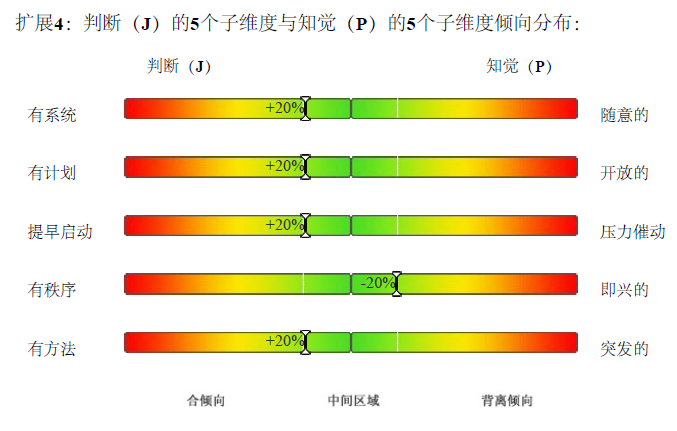 扩展4：判断（J）的5个子维度与知觉（P）的5个子维度倾向分布：
判断（J） 知觉（P）
有系统 +20% 随意的
有计划 +20% 开放的
提早启动 +20% 压力催动
有秩序 -20% 即兴的
有方法 +20% 突发的
合倾向 中间区域 背离倾向